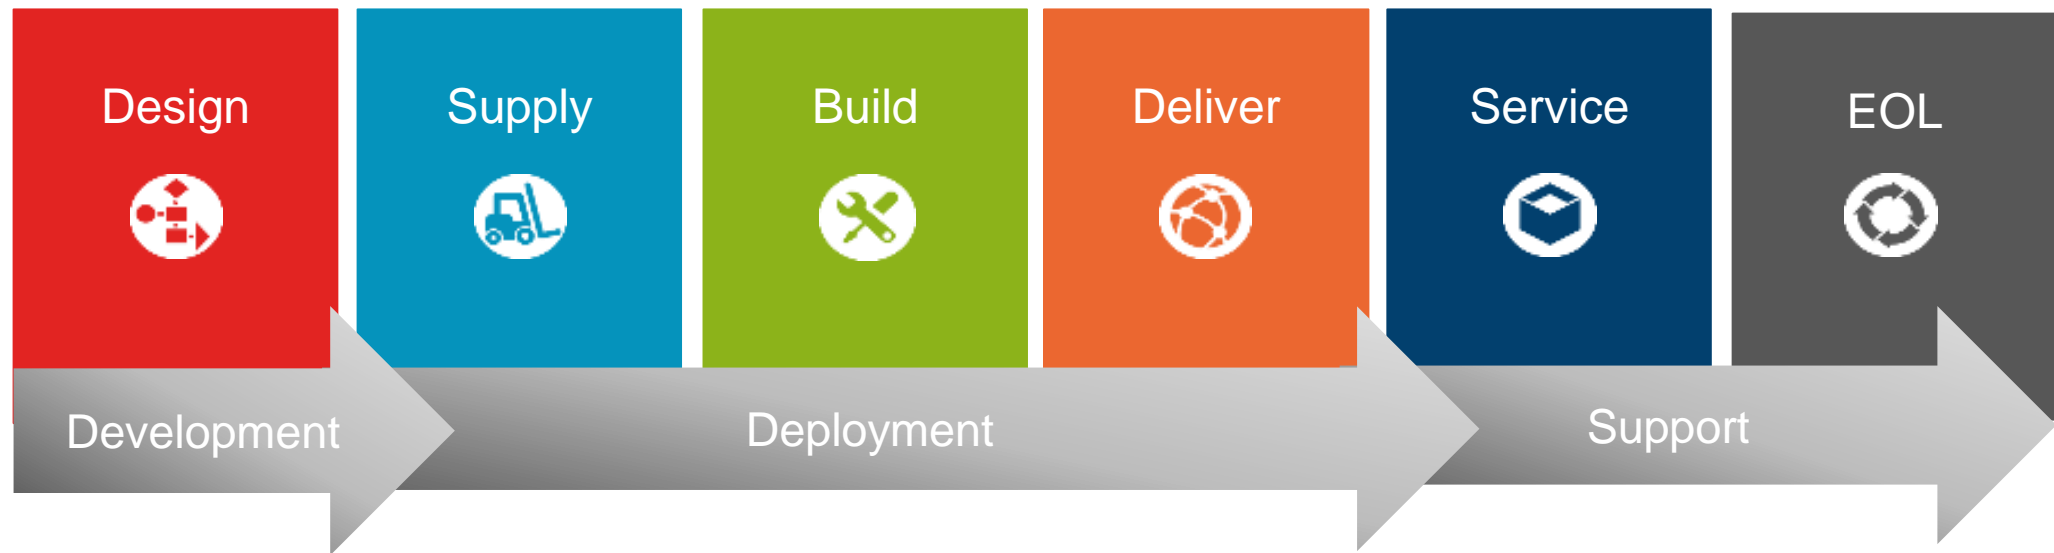 Design
Supply
Build
Deliver
Service
EOL
Development
Deployment
Support